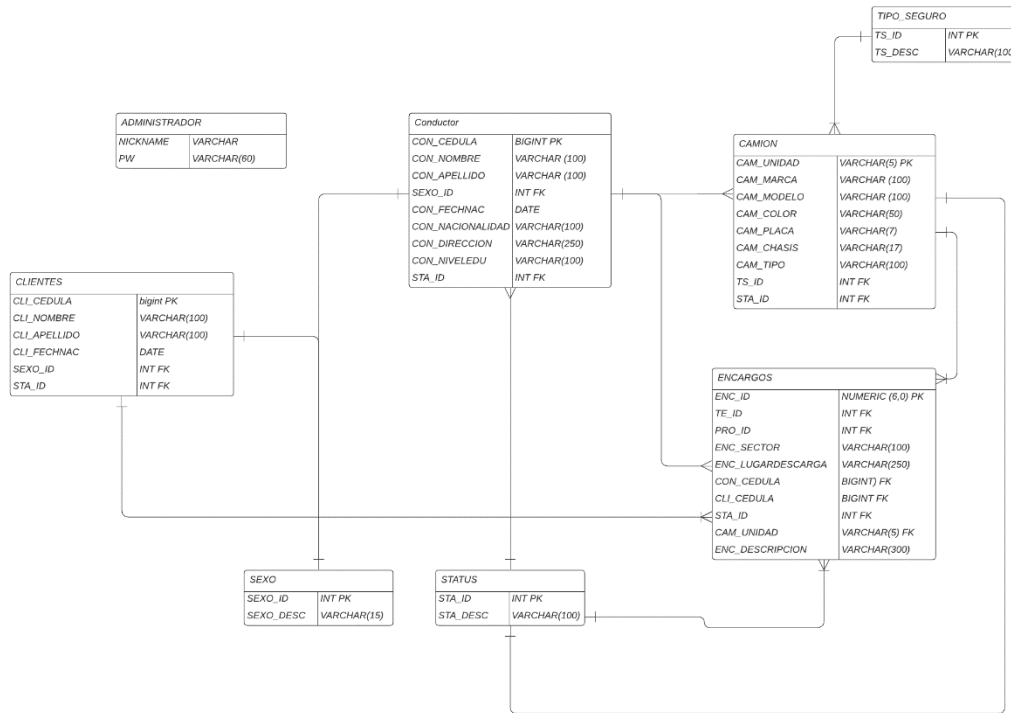 TIPO_SEGURO
TS_ID INT PK
TS_DESC VARCHAR(100
ADMINISTRADOR
NICKNAME VARCHAR
PW VARCHAR(60)
Conductor
CON_CEDULA BIGINT PK
CON_NOMBRE VARCHAR (100)
CON_APELLIDO VARCHAR (100)
SEXO_ID INT FK
CON_FECHNAC DATE
CON_NACIONALIDAD VARCHAR(100)
CON_DIRECCION VARCHAR(250)
CON_NIVELEDU VARCHAR(100)
STA_ID INT FK
CAMION
CAM_UNIDAD VARCHAR(5) PK
CAM_MARCA VARCHAR (100)
CAM_MODELO VARCHAR (100)
CAM_COLOR VARCHAR(50)
CAM_PLACA VARCHAR(7)
CAM_CHASIS VARCHAR(17)
CAM_TIPO VARCHAR(100)
TS_ID INT FK
STA_ID INT FK
CLIENTES
CLI_CEDULA bigint PK
CLI_NOMBRE VARCHAR(100)
CLI_APELLIDO VARCHAR(100)
CLI_FECHNAC DATE
SEXO_ID INT FK
STA_ID INT FK
ENCARGOS
ENC_ID NUMERIC (6,0) PK
TE_ID INT FK
PRO_ID INT FK
ENC_SECTOR VARCHAR(100)
ENC_LUGARDESCARGA VARCHAR(250)
CON_CEDULA BIGINT) FK
CLI_CEDULA BIGINT FK
STA_ID INT FK
CAM_UNIDAD VARCHAR(5) FK
ENC_DESCRIPCION VARCHAR(300)
SEXO
SEXO_ID INT PK
SEXO_DESC VARCHAR(15)
STATUS
STA_ID INT PK
STA_DESC VARCHAR(100)